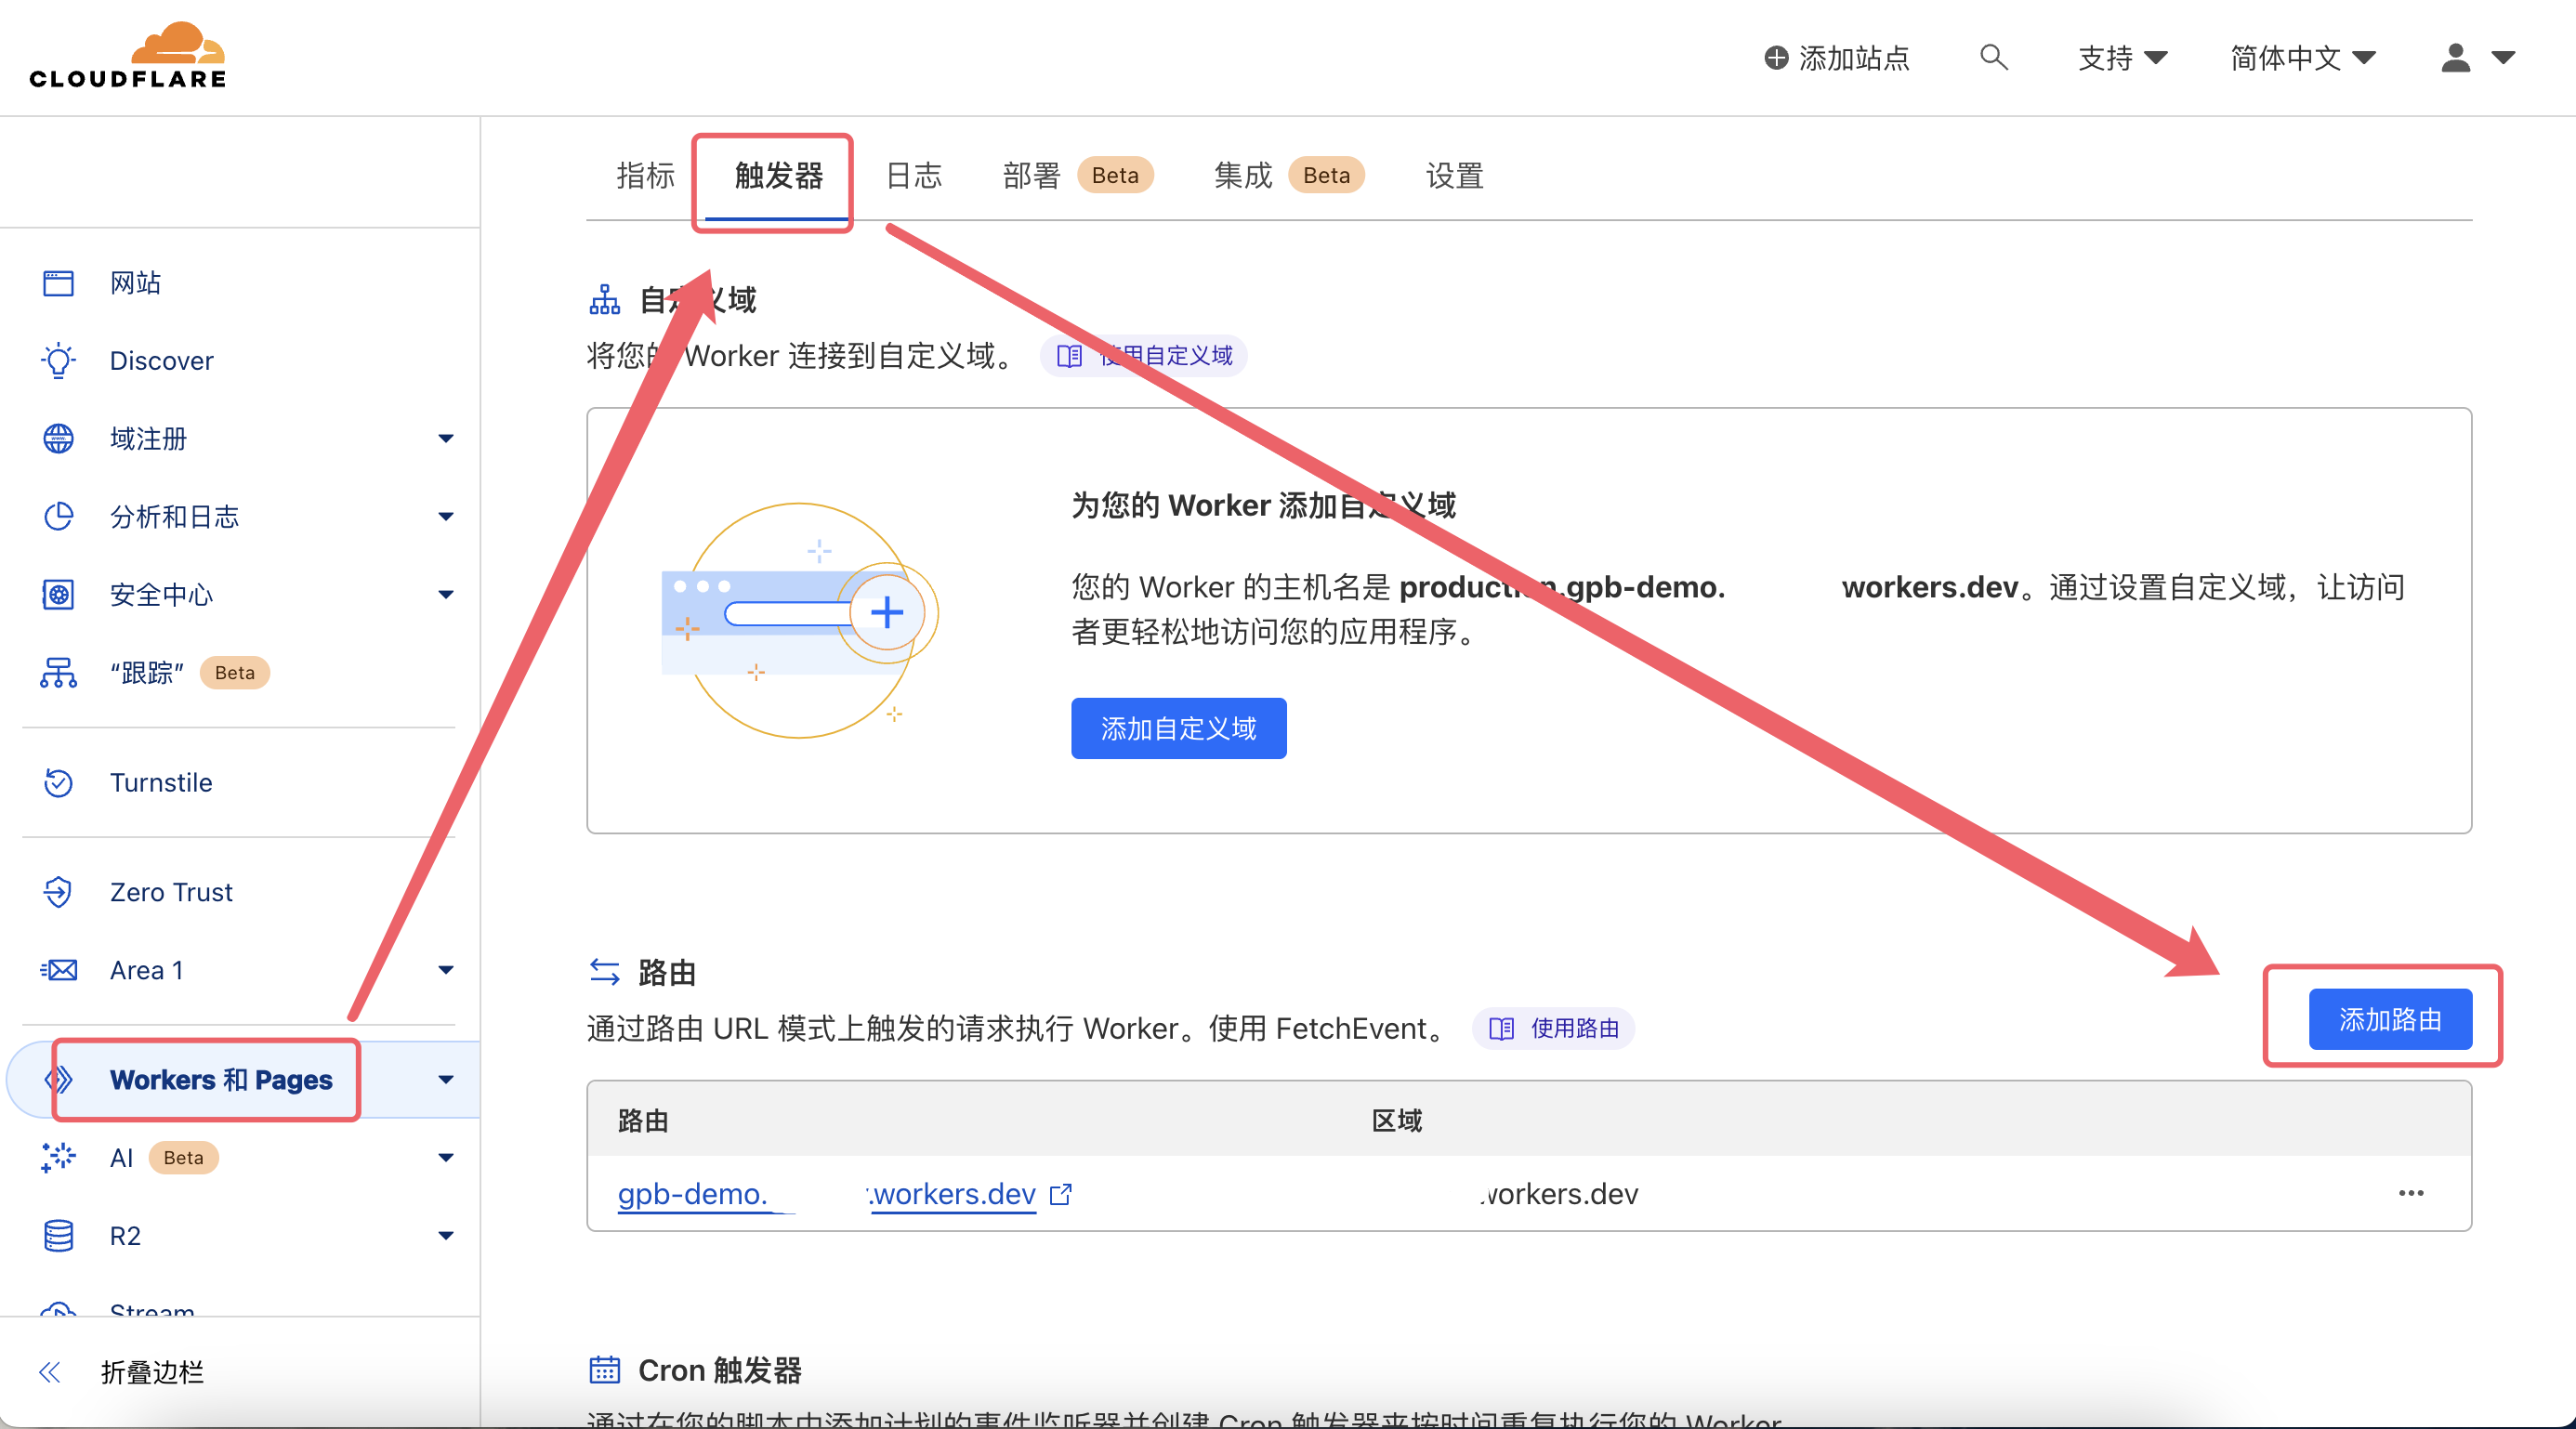 CLOUDFLARE
添加站点
支持
简体中文
指标
触发器
日志
部署 Beta
集成 Beta
设置
网站
Discover
域注册
分析和日志
安全中心
“跟踪” Beta
Turnstile
Zero Trust
Area 1
Workers 和 Pages
AI Beta
R2
Stream
折叠边栏
自定义域
将您的 Worker 连接到自定义域。 使用自定义域
为您的 Worker 添加自定义域
您的 Worker 的主机名是 production.gpb-demo. workers.dev。通过设置自定义域，让访问
者更轻松地访问您的应用程序。
添加自定义域
路由
通过路由 URL 模式上触发的请求执行 Worker。使用 FetchEvent。 使用路由
添加路由
路由 区域
gpb-demo. .workers.dev workers.dev
Cron 触发器
通过在您的脚本中添加计划的事件监听器并创建 Cron 触发器来按时间重复执行您的 Worker